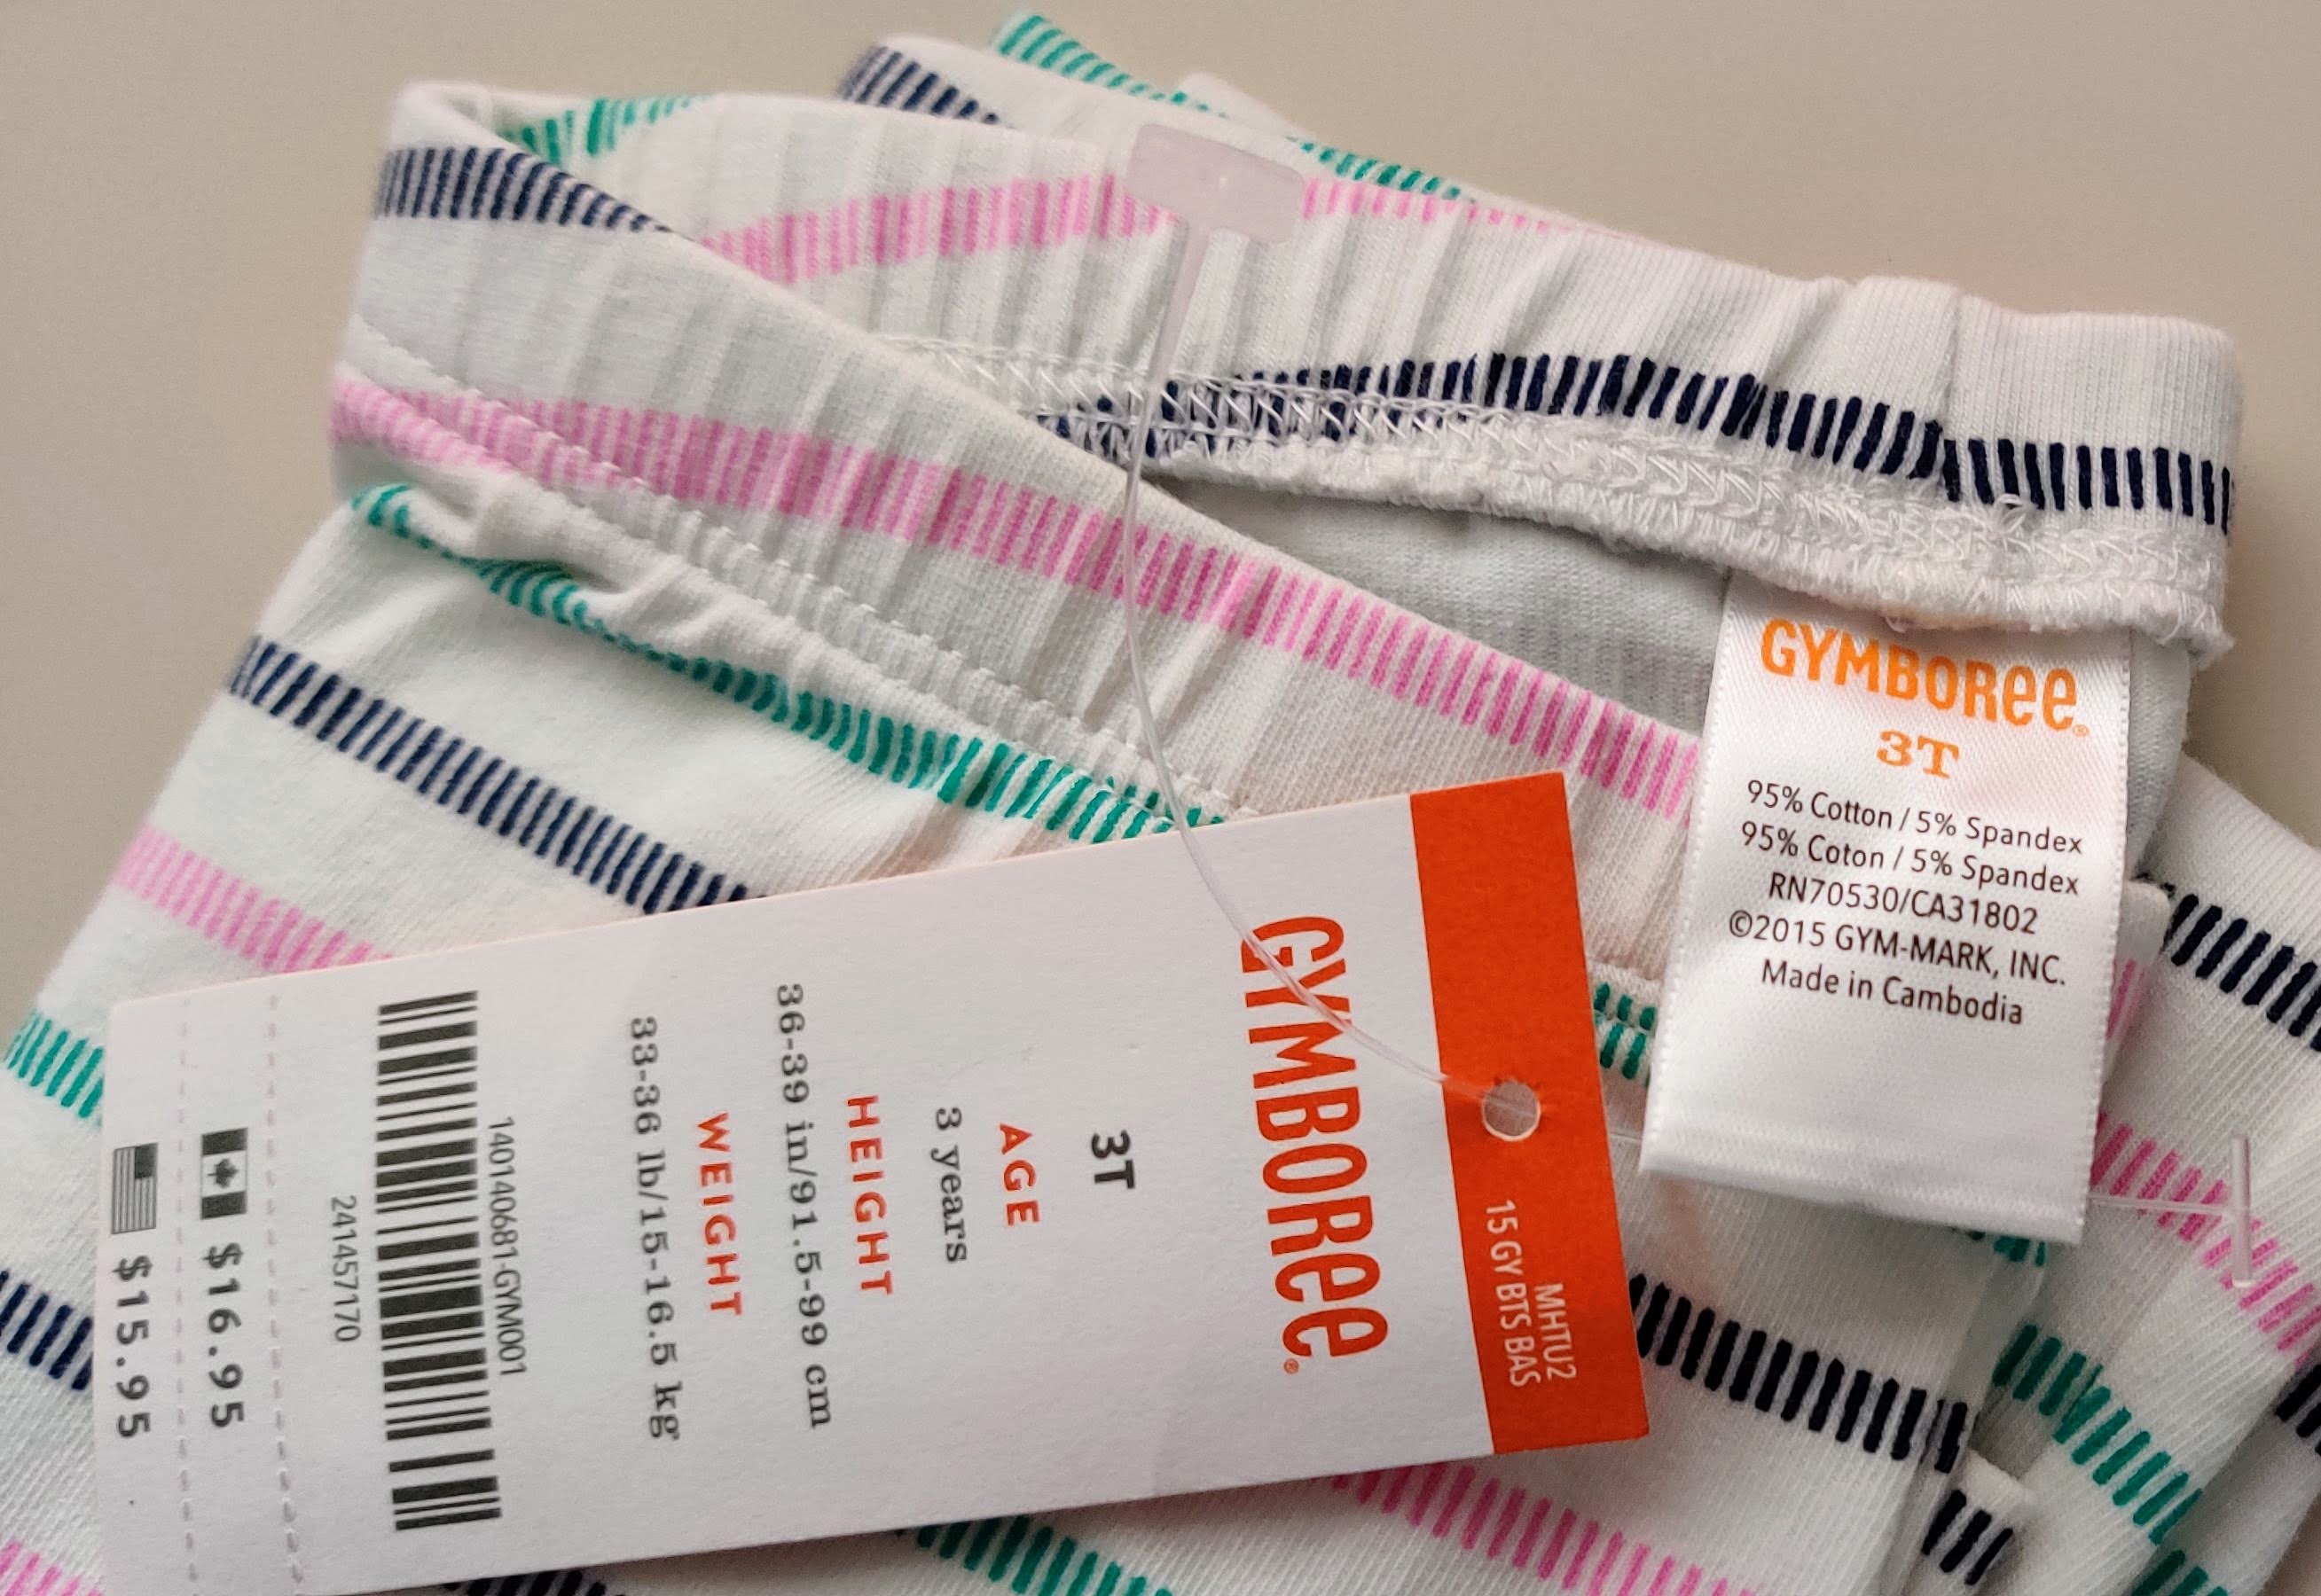 GYMBOREE®
3T
95% Cotton / 5% Spandex
95% Coton / 5% Spandex
RN70530/CA31802
©2015 GYM-MARK, INC.
Made in Cambodia
MHTU2
15 GY BTS BAS
GYMBOREE®
3T
AGE
3 years
HEIGHT
36-39 in/91.5-99 cm
WEIGHT
33-36 lb/15-16.5 kg
140140681-GYM001
241457170
$16.95
$15.95